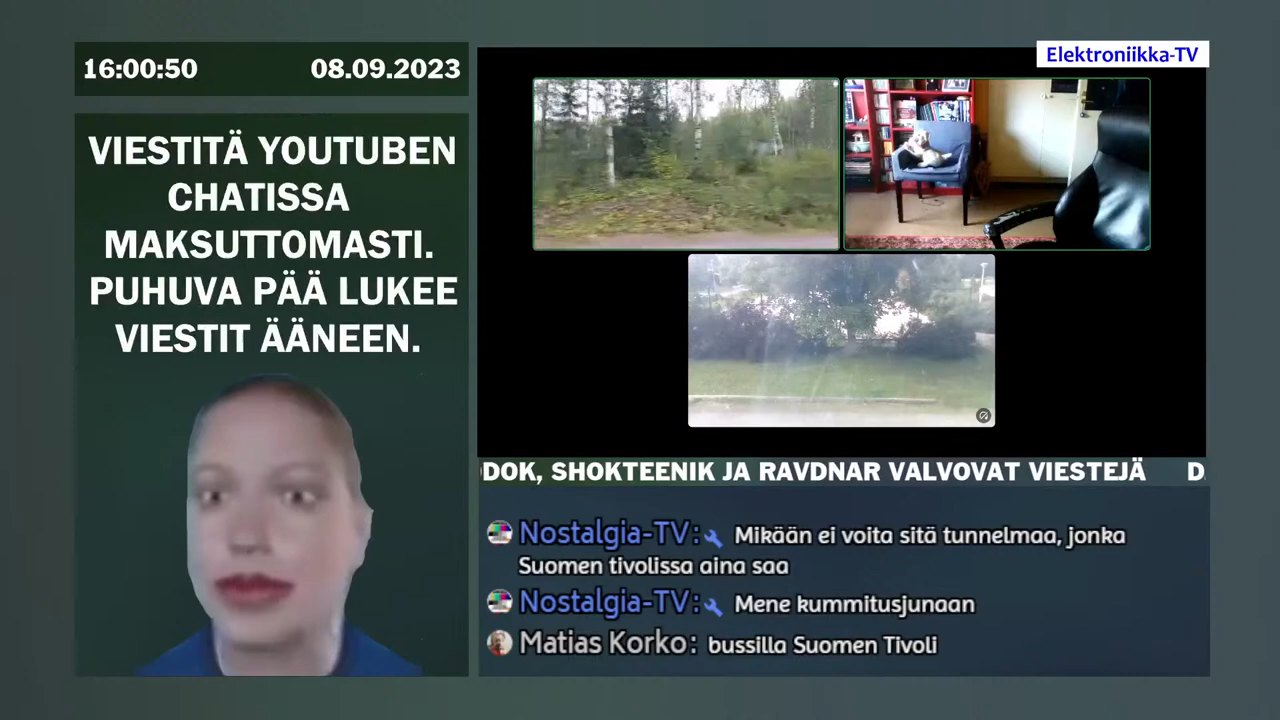 16:00:50 08.09.2023
Elektroniikka-TV
VIESTITÄ YOUTUBEN
CHATISSA
MAKSUTTOMASTI.
PUHUVA PÄÄ LUKEE
VIESTIT ÄÄNEEN.
DOK, SHOKTEENIK JA RAVDNAR VALVOVAT VIESTEJÄ
Nostalgia-TV: Mikään ei voita sitä tunnelmaa, jonka
Suomen tivolissa aina saa
Nostalgia-TV: Mene kummitusjunaan
Matias Korko: bussilla Suomen Tivoli